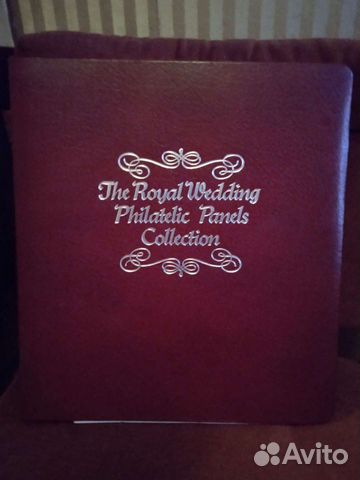 The Royal Wedding
Philatelic Panels
Collection
Avito